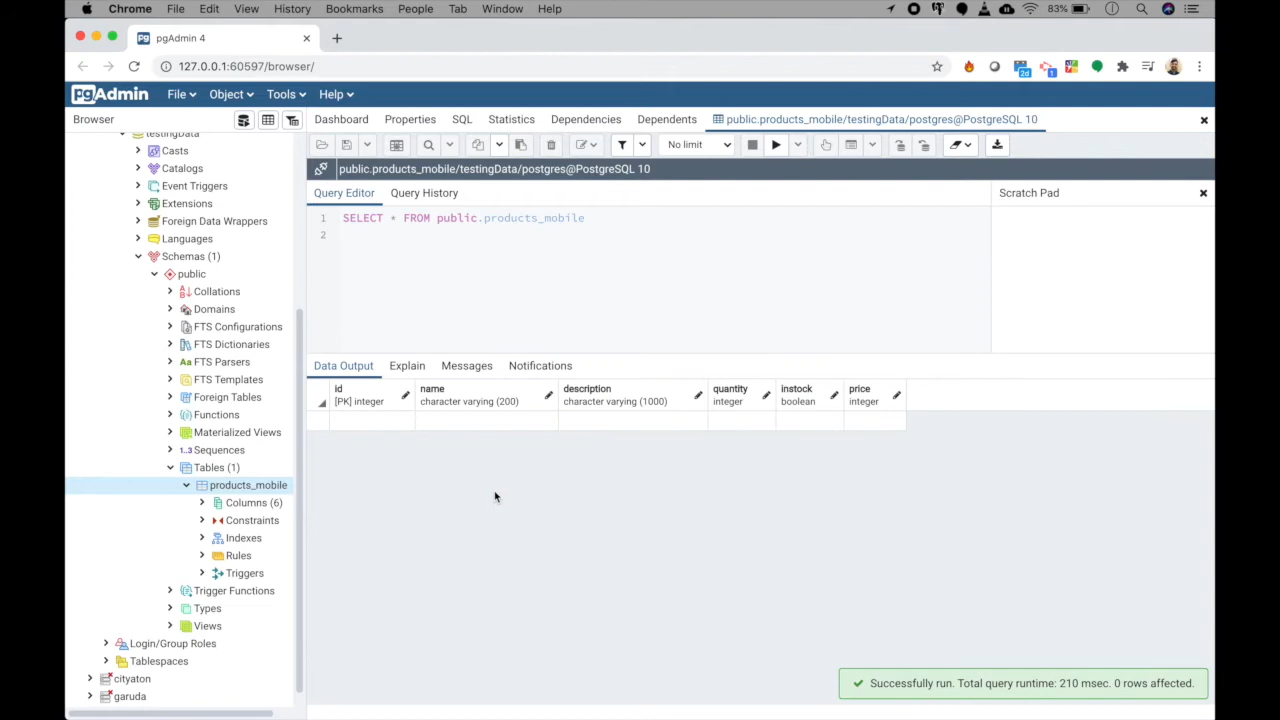 Chrome File Edit View History Bookmarks People Tab Window Help 83%
pgAdmin 4
127.0.0.1:60597/browser/
2d
1
pgAdmin File Object Tools Help
Browser
Dashboard Properties SQL Statistics Dependencies Dependents public.products_mobile/testingData/postgres@PostgreSQL 10
testingData
Casts
Catalogs
Event Triggers
Extensions
Foreign Data Wrappers
Languages
Schemas (1)
public
Collations
Domains
FTS Configurations
FTS Dictionaries
Aa FTS Parsers
FTS Templates
Foreign Tables
Functions
Materialized Views
1..3 Sequences
Tables (1)
products_mobile
Columns (6)
Constraints
Indexes
Rules
Triggers
Trigger Functions
Types
Views
Login/Group Roles
Tablespaces
cityaton
garuda
No limit
public.products_mobile/testingData/postgres@PostgreSQL 10
Query Editor Query History
Scratch Pad
1 SELECT * FROM public.products_mobile
2
Data Output Explain Messages Notifications
id name description quantity instock price
[PK] integer character varying (200) character varying (1000) integer boolean integer
Successfully run. Total query runtime: 210 msec. 0 rows affected.